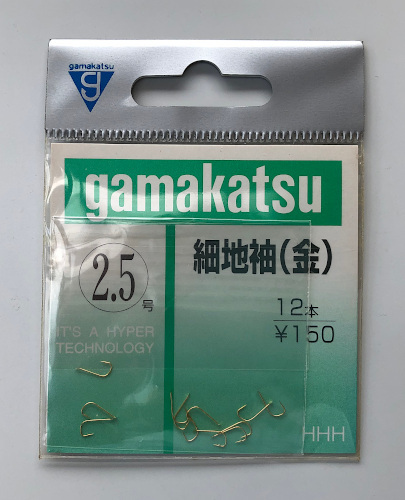 gamakatsu
g
gamakatsu
細地袖(金)
2.5号
12本
¥150
IT'S A HYPER
TECHNOLOGY
HHH